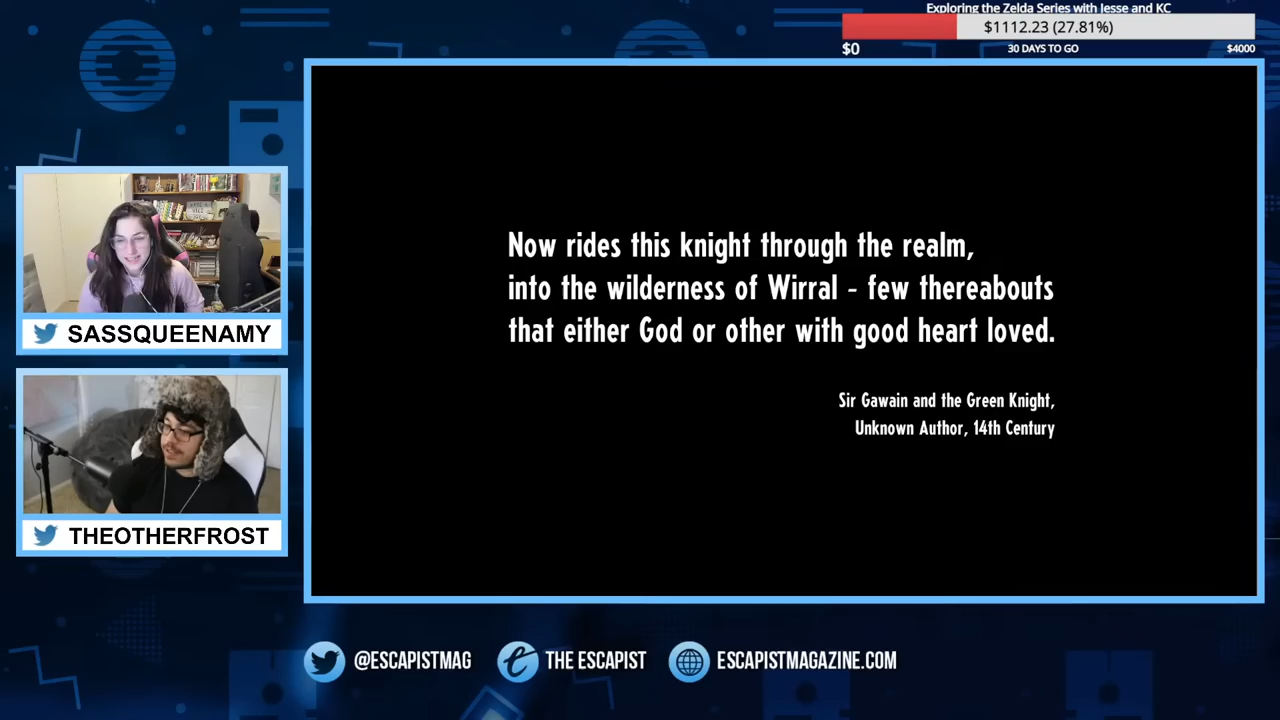 Exploring the Zelda Series with Jesse and KC
$1112.23 (27.81%)
$0
30 DAYS TO GO
$4000
Now rides this knight through the realm,
into the wilderness of Wirral - few thereabouts
that either God or other with good heart loved.
Sir Gawain and the Green Knight,
Unknown Author, 14th Century
SASSQUEENAMY
THEOTHERFROST
@ESCAPISTMAG
THE ESCAPIST
ESCAPISTMAGAZINE.COM